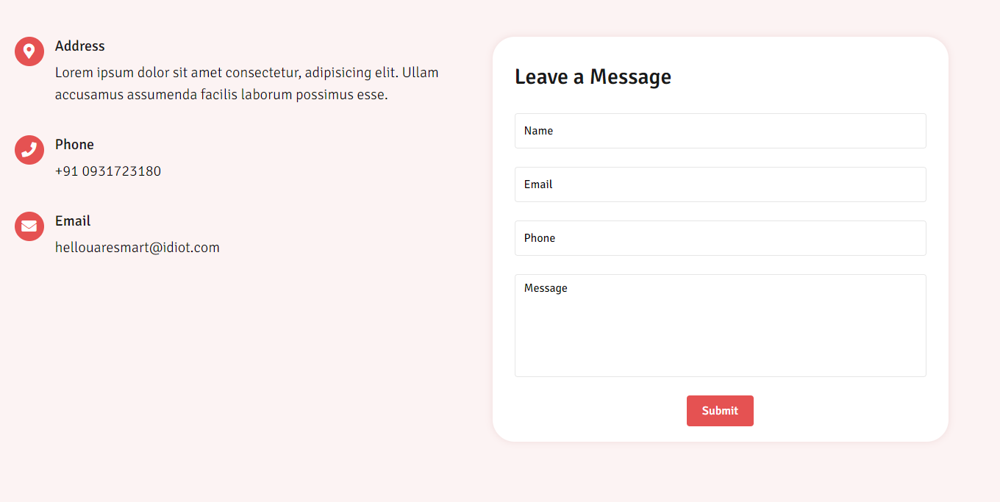 Address
Lorem ipsum dolor sit amet consectetur, adipisicing elit. Ullam
accusamus assumenda facilis laborum possimus esse.
Phone
+91 0931723180
Email
hellouaresmart@idiot.com
Leave a Message
Name
Email
Phone
Message
Submit